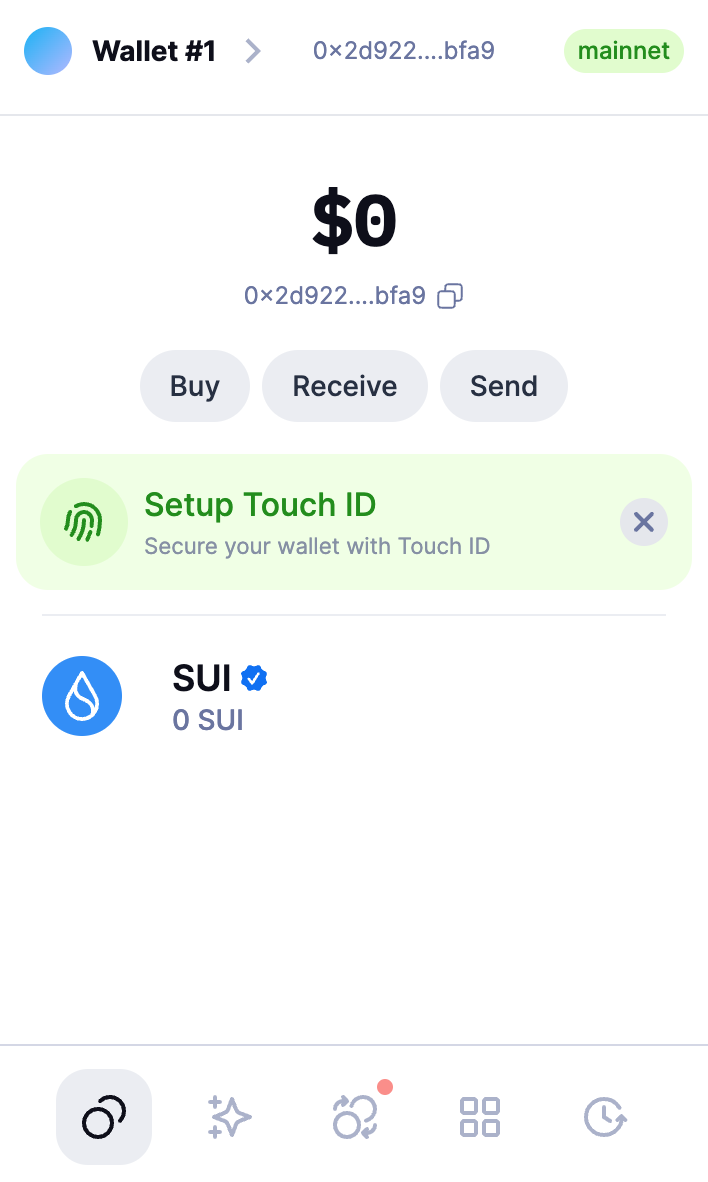 Wallet #1
0×2d922....bfa9
mainnet
$0
0×2d922....bfa9
Buy
Receive
Send
Setup Touch ID
Secure your wallet with Touch ID
SUI
0 SUI